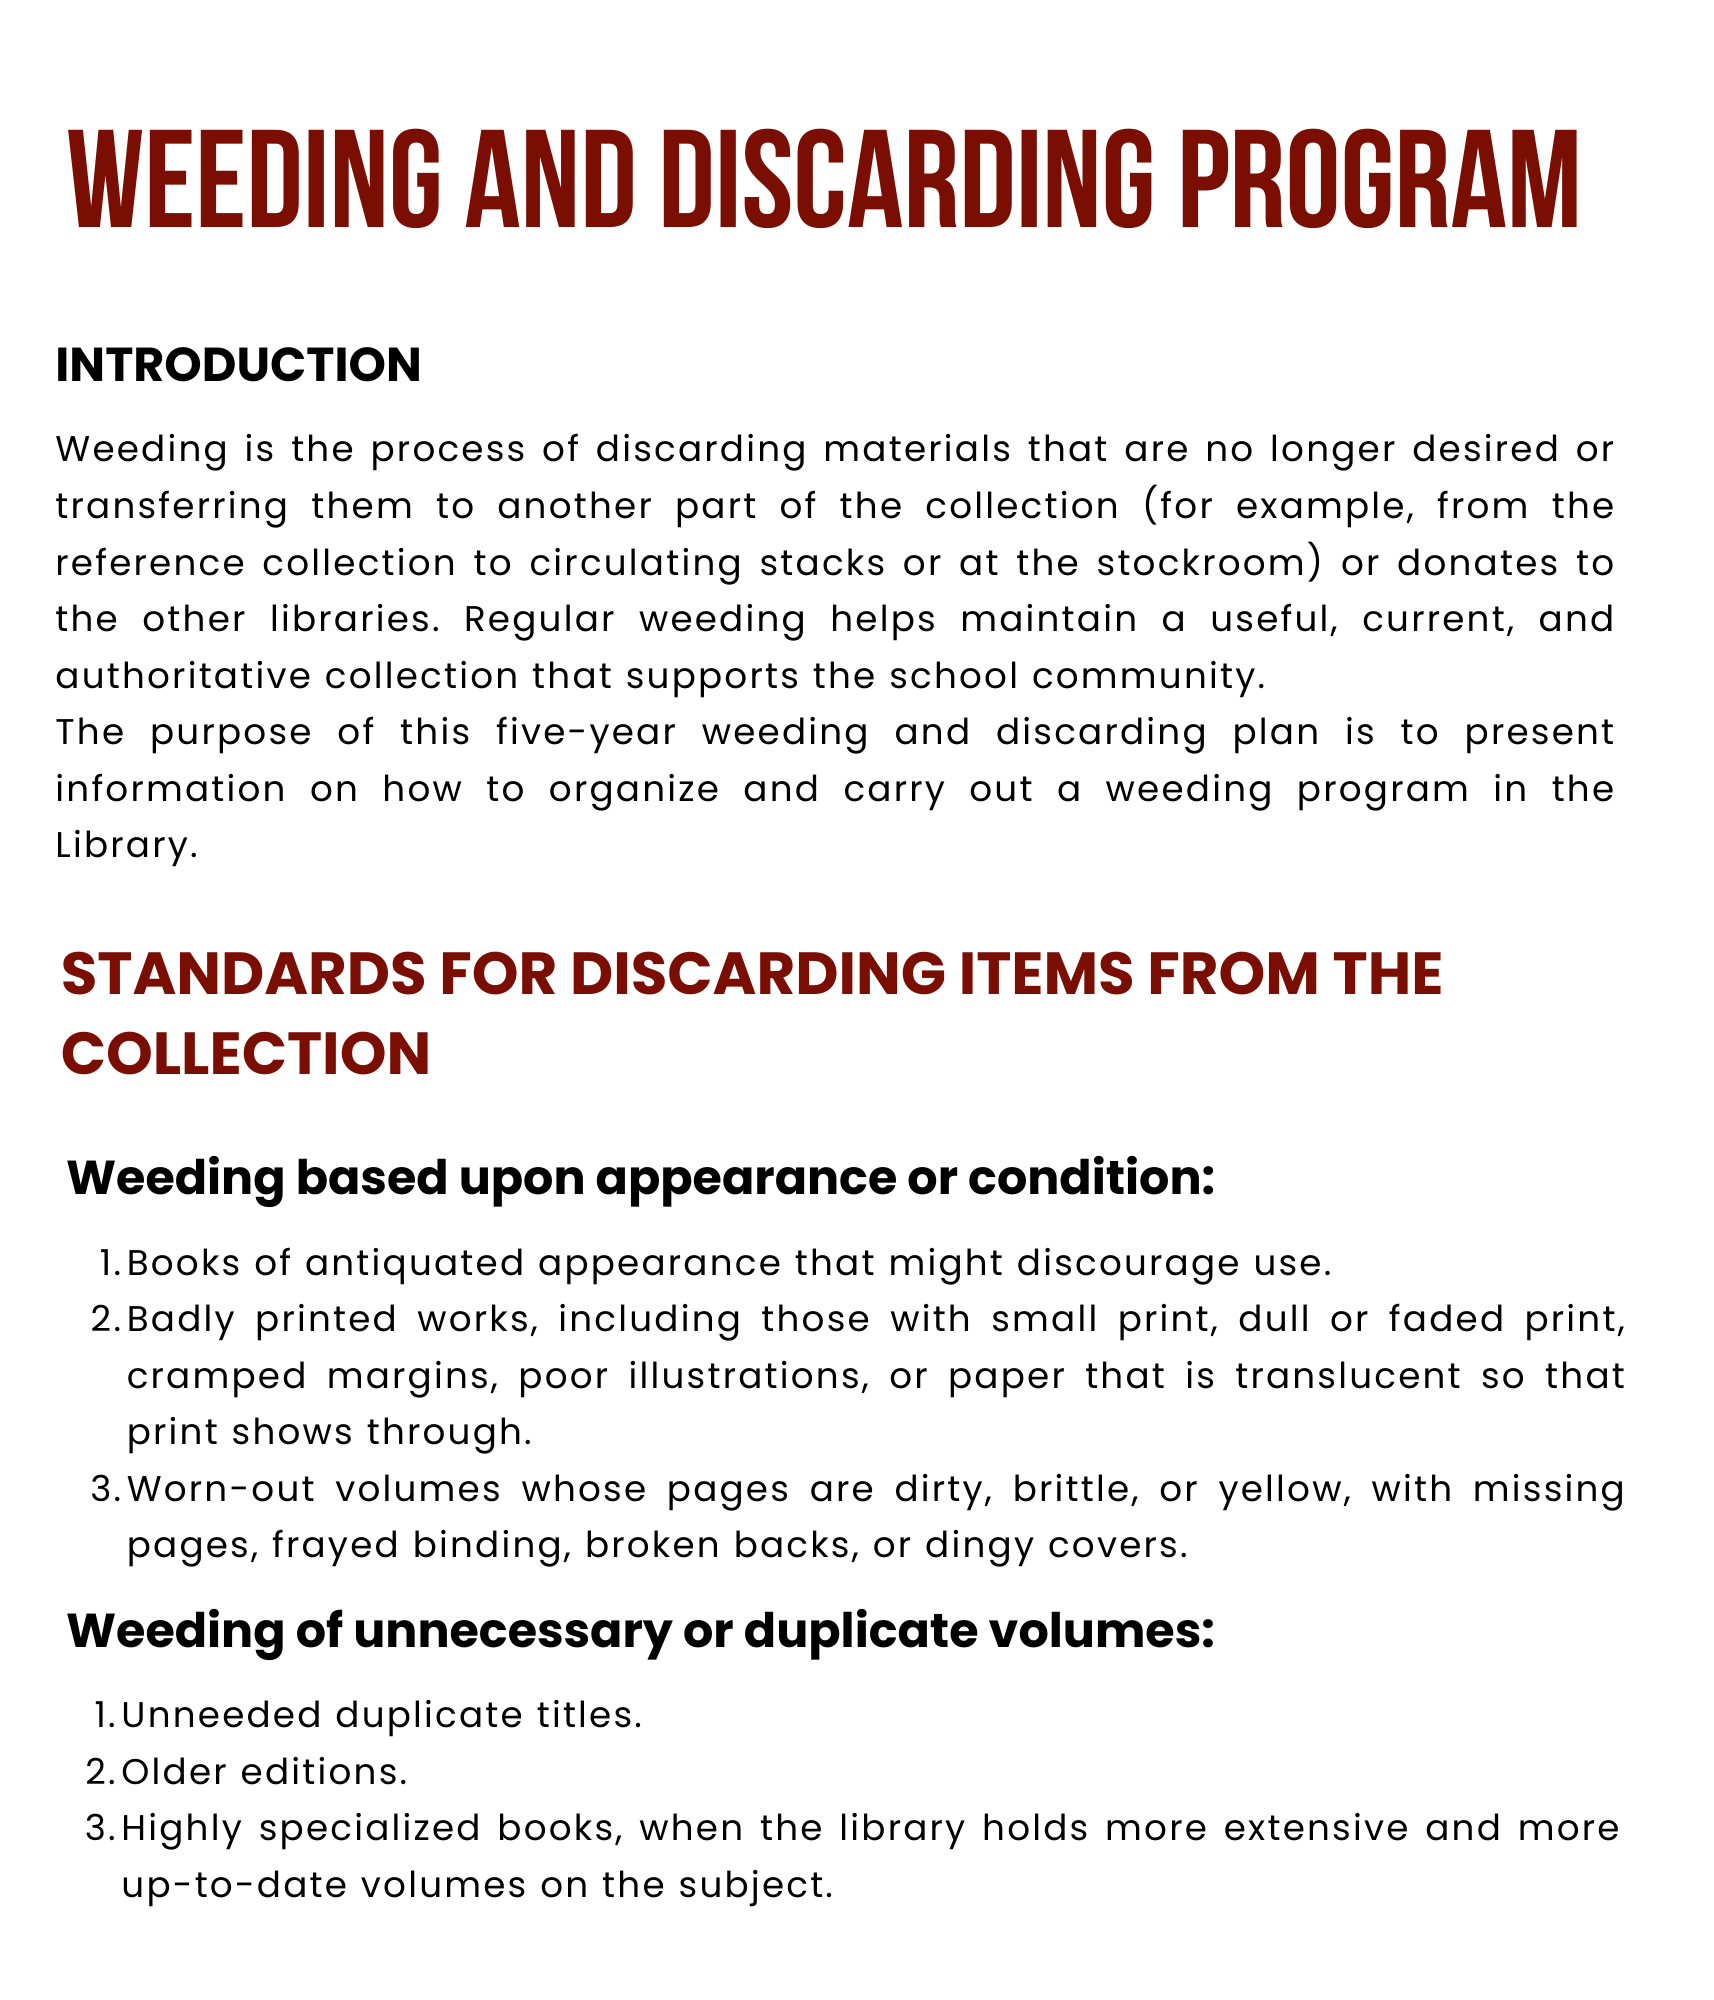 WEEDING AND DISCARDING PROGRAM
INTRODUCTION
Weeding is the process of discarding materials that are no longer desired or
transferring them to another part of the collection (for example, from the
reference collection to circulating stacks or at the stockroom) or donates to
the other libraries. Regular weeding helps maintain a useful, current, and
authoritative collection that supports the school community.
The purpose of this five-year weeding and discarding plan is to present
information on how to organize and carry out a weeding program in the
Library.
STANDARDS FOR DISCARDING ITEMS FROM THE
COLLECTION
Weeding based upon appearance or condition:
1. Books of antiquated appearance that might discourage use.
2. Badly printed works, including those with small print, dull or faded print,
cramped margins, poor illustrations, or paper that is translucent so that
print shows through.
3. Worn-out volumes whose pages are dirty, brittle, or yellow, with missing
pages, frayed binding, broken backs, or dingy covers.
Weeding of unnecessary or duplicate volumes:
1. Unneeded duplicate titles.
2. Older editions.
3. Highly specialized books, when the library holds more extensive and more
up-to-date volumes on the subject.